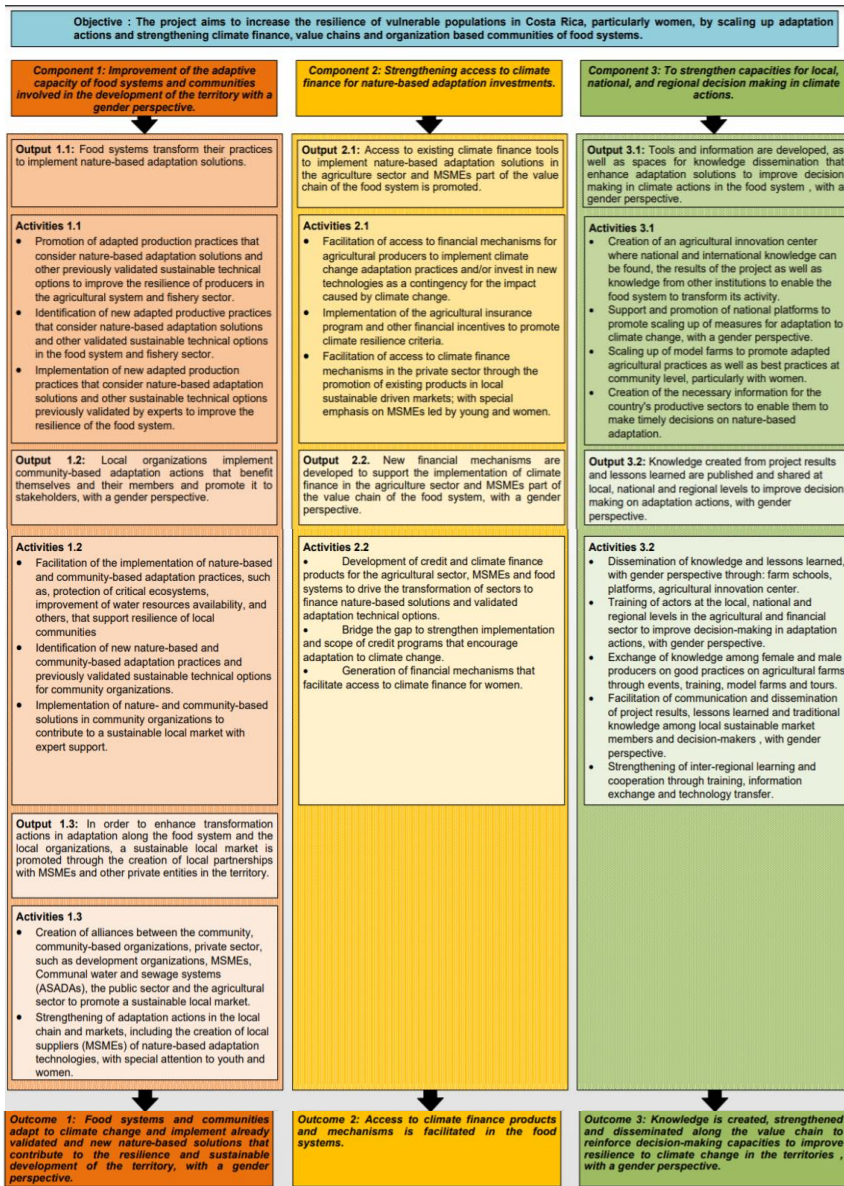 Objective : The project aims to increase the resilience of vulnerable populations in Costa Rica, particularly women, by scaling up adaptation
actions and strengthening climate finance, value chains and organization based communities of food systems.
Component 1: Improvement of the adaptive
capacity of food systems and communities
involved in the development of the territory with a
gender perspective.
Output 1.1: Food systems transform their practices
to implement nature-based adaptation solutions.
Activities 1.1
• Promotion of adapted production practices that
consider nature-based adaptation solutions and
other previously validated sustainable technical
options to improve the resilience of producers in
the agricultural system and fishery sector.
• Identification of new adapted productive practices
that consider nature-based adaptation solutions
and other validated sustainable technical options
in the food system and fishery sector.
• Implementation of new adapted production
practices that consider nature-based adaptation
solutions and other sustainable technical options
previously validated by experts to improve the
resilience of the food system.
Output 1.2: Local organizations implement
community-based adaptation actions that benefit
themselves and their members and promote it to
stakeholders, with a gender perspective.
Activities 1.2
• Facilitation of the implementation of nature-based
and community-based adaptation practices, such
as, protection of critical ecosystems,
improvement of water resources availability, and
others, that support resilience of local
communities
• Identification of new nature-based and
community-based adaptation practices and
previously validated sustainable technical options
for community organizations.
• Implementation of nature- and community-based
solutions in community organizations to
contribute to a sustainable local market with
expert support.
Output 1.3: In order to enhance transformation
actions in adaptation along the food system and the
local organizations, a sustainable local market is
promoted through the creation of local partnerships
with MSMEs and other private entities in the territory.
Activities 1.3
• Creation of alliances between the community,
community-based organizations, private sector,
such as development organizations, MSMEs,
Communal water and sewage systems
(ASADAs), the public sector and the agricultural
sector to promote a sustainable local market.
• Strengthening of adaptation actions in the local
chain and markets, including the creation of local
suppliers (MSMEs) of nature-based adaptation
technologies, with special attention to youth and
women.
Outcome 1: Food systems and communities
adapt to climate change and implement already
validated and new nature-based solutions that
contribute to the resilience and sustainable
development of the territory, with a gender
perspective.
Component 2: Strengthening access to climate
finance for nature-based adaptation investments.
Output 2.1: Access to existing climate finance tools
to implement nature-based adaptation solutions in
the agriculture sector and MSMEs part of the value
chain of the food system is promoted.
Activities 2.1
• Facilitation of access to financial mechanisms for
agricultural producers to implement climate
change adaptation practices and/or invest in new
technologies as a contingency for the impact
caused by climate change.
• Implementation of the agricultural insurance
program and other financial incentives to promote
climate resilience criteria.
• Facilitation of access to climate finance
mechanisms in the private sector through the
promotion of existing products in local
sustainable driven markets; with special
emphasis on MSMEs led by young and women.
Output 2.2. New financial mechanisms are
developed to support the implementation of climate
finance in the agriculture sector and MSMEs part of
the value chain of the food system, with a gender
perspective.
Activities 2.2
• Development of credit and climate finance
products for the agricultural sector, MSMEs and food
systems to drive the transformation of sectors to
finance nature-based solutions and validated
adaptation technical options.
• Bridge the gap to strengthen implementation
and scope of credit programs that encourage
adaptation to climate change.
• Generation of financial mechanisms that
facilitate access to climate finance for women.
Outcome 2: Access to climate finance products
and mechanisms is facilitated in the food
systems.
Component 3: To strengthen capacities for local,
national, and regional decision making in climate
actions.
Output 3.1: Tools and information are developed, as
well as spaces for knowledge dissemination that
enhance adaptation solutions to improve decision
making in climate actions in the food system , with a
gender perspective.
Activities 3.1
• Creation of an agricultural innovation center
where national and international knowledge can
be found, the results of the project as well as
knowledge from other institutions to enable the
food system to transform its activity.
• Support and promotion of national platforms to
promote scaling up of measures for adaptation to
climate change, with a gender perspective.
• Scaling up of model farms to promote adapted
agricultural practices as well as best practices at
community level, particularly with women.
• Creation of the necessary information for the
country's productive sectors to enable them to
make timely decisions on nature-based
adaptation.
Output 3.2: Knowledge created from project results
and lessons learned are published and shared at
local, national and regional levels to improve decision
making on adaptation actions, with gender
perspective.
Activities 3.2
• Dissemination of knowledge and lessons learned,
with gender perspective through: farm schools,
platforms, agricultural innovation center.
• Training of actors at the local, national and
regional levels in the agricultural and financial
sector to improve decision-making in adaptation
actions, with gender perspective.
• Exchange of knowledge among female and male
producers on good practices on agricultural farms
through events, training, model farms and tours.
• Facilitation of communication and dissemination
of project results, lessons learned and traditional
knowledge among local sustainable market
members and decision-makers , with gender
perspective.
• Strengthening of inter-regional learning and
cooperation through training, information
exchange and technology transfer.
Outcome 3: Knowledge is created, strengthened
and disseminated along the value chain to
reinforce decision-making capacities to improve
resilience to climate change in the territories ,
with a gender perspective.